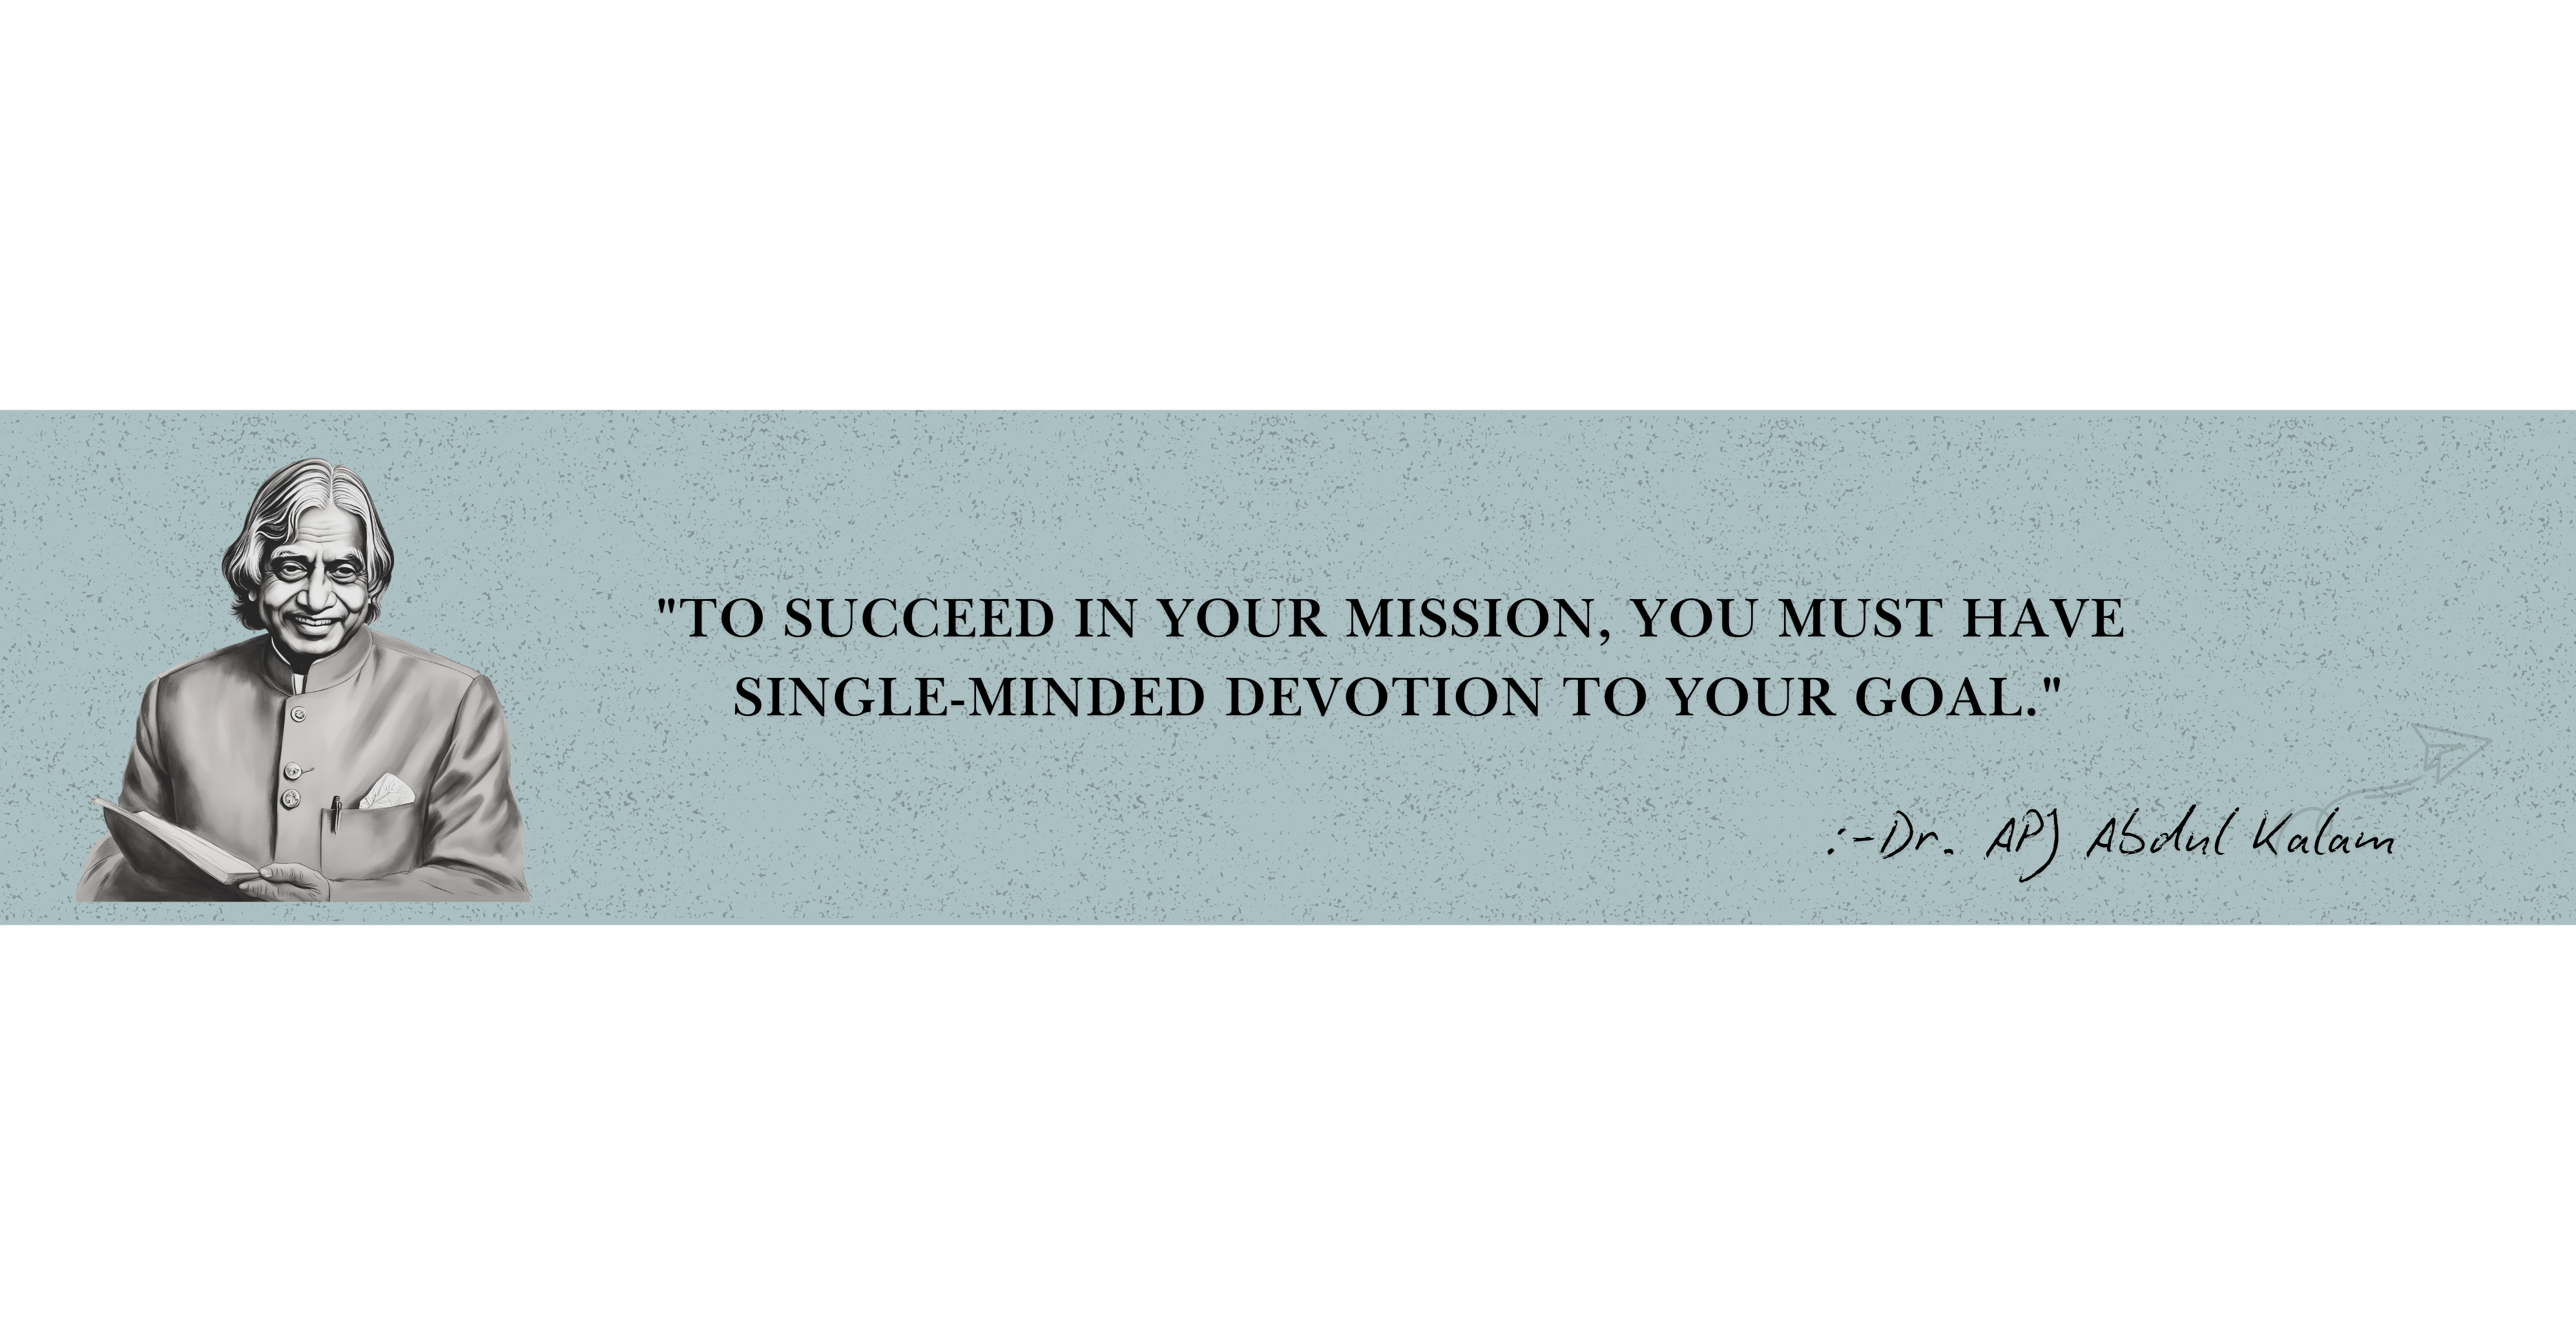 "TO SUCCEED IN YOUR MISSION, YOU MUST HAVE
SINGLE-MINDED DEVOTION TO YOUR GOAL."
:-Dr. APJ Abdul Kalam